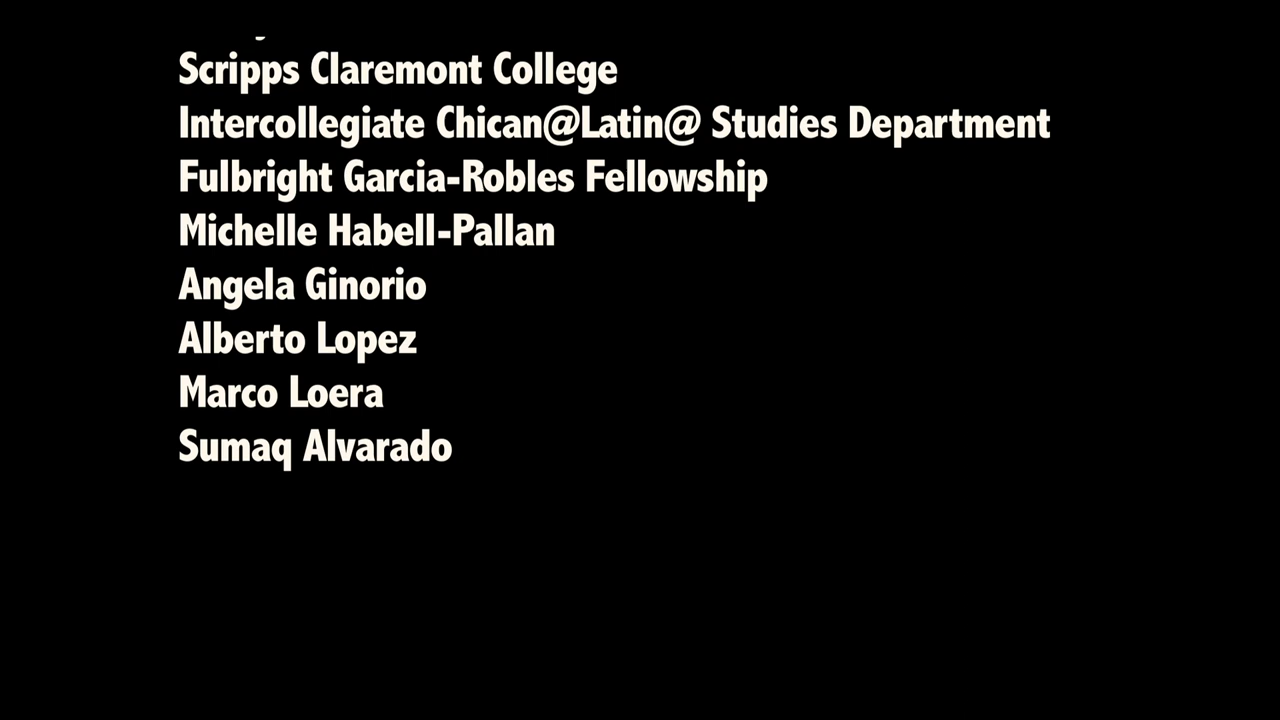 Scripps Claremont College
Intercollegiate Chican@Latin@ Studies Department
Fulbright Garcia-Robles Fellowship
Michelle Habell-Pallan
Angela Ginorio
Alberto Lopez
Marco Loera
Sumaq Alvarado